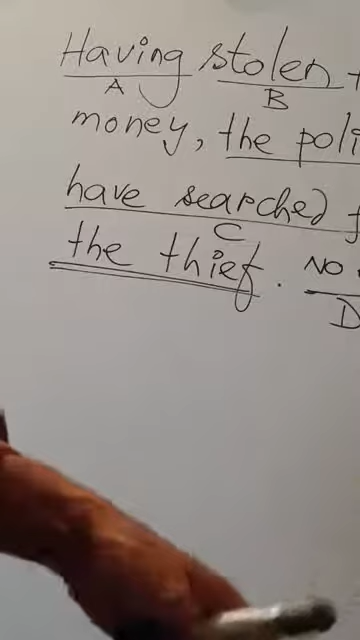 Having stolen
A B
money, the poli
have searched f
C
the thief. No
D